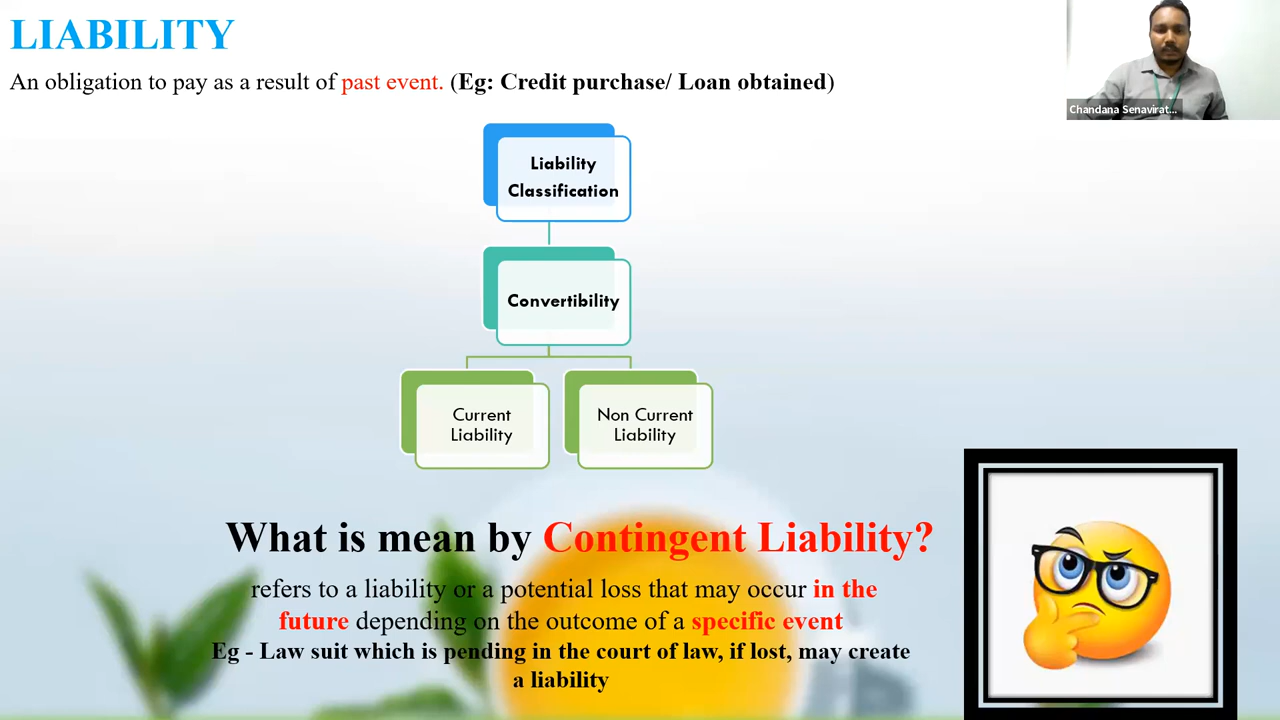 LIABILITY
An obligation to pay as a result of past event. (Eg: Credit purchase/ Loan obtained)
Chandana Senavirat...
Liability
Classification
Convertibility
Current
Liability
Non Current
Liability
What is mean by Contingent Liability?
refers to a liability or a potential loss that may occur in the
future depending on the outcome of a specific event
Eg - Law suit which is pending in the court of law, if lost, may create
a liability